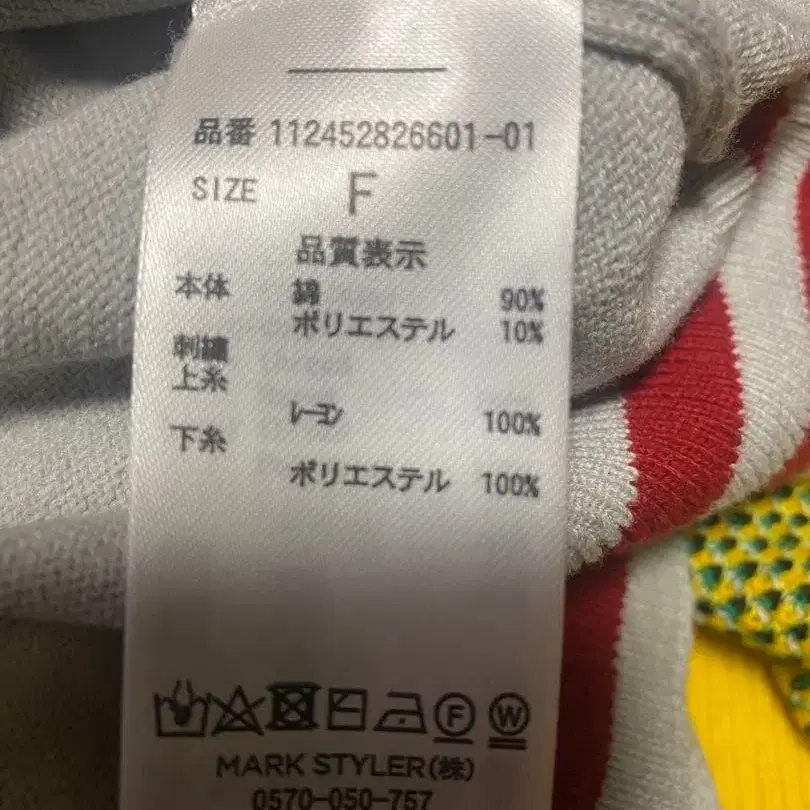 品番 112452826601-01
SIZE F
品質表示
本体 綿 90%
ポリエステル 10%
刺繍
上糸
レーヨン 100%
下糸
ポリエステル 100%
F W
MARK STYLER(株)
0570-050-757